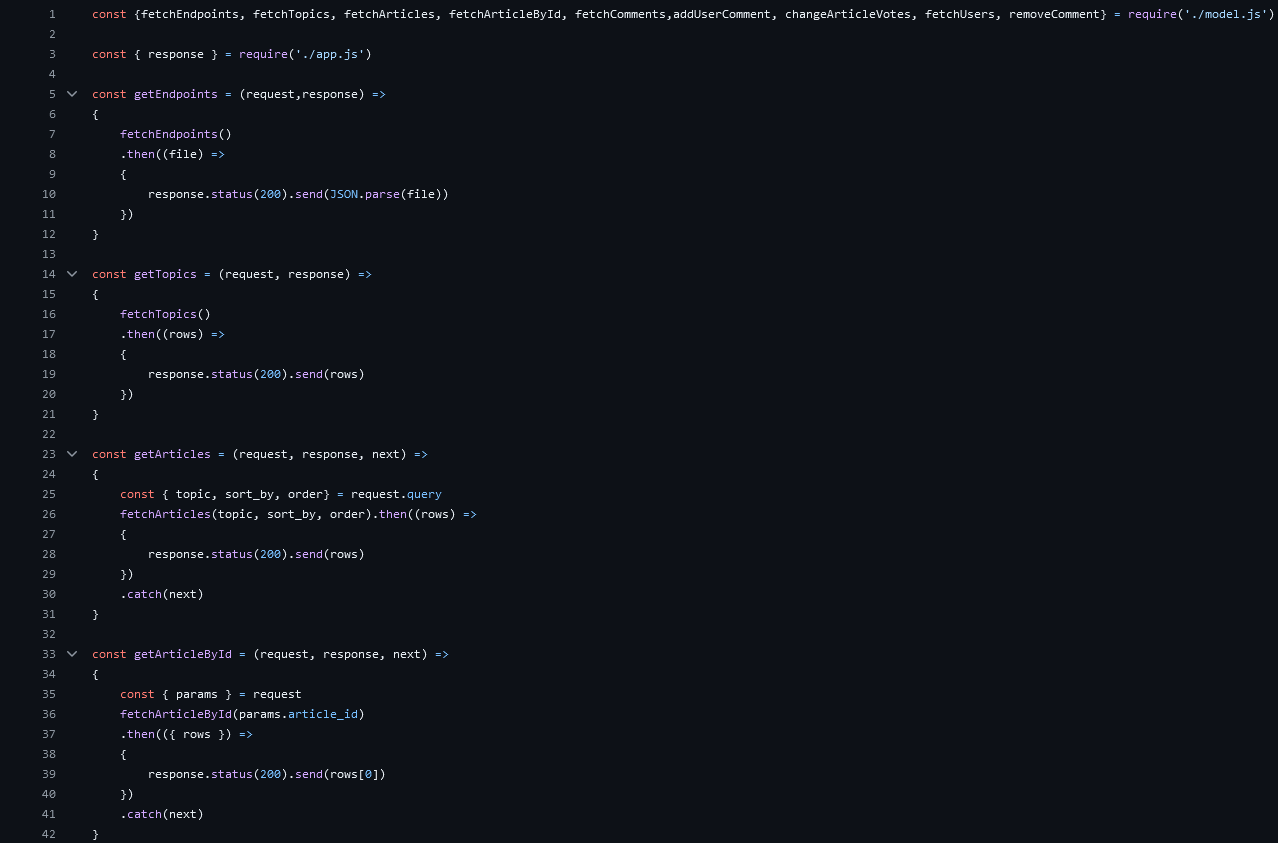 1 const {fetchEndpoints, fetchTopics, fetchArticles, fetchArticleById, fetchComments,addUserComment, changeArticleVotes, fetchUsers, removeComment} = require('./model.js')
2
3 const { response } = require('./app.js')
4
5 const getEndpoints = (request,response) =>
6 {
7     fetchEndpoints()
8     .then((file) =>
9     {
10         response.status(200).send(JSON.parse(file))
11     })
12 }
13
14 const getTopics = (request, response) =>
15 {
16     fetchTopics()
17     .then((rows) =>
18     {
19         response.status(200).send(rows)
20     })
21 }
22
23 const getArticles = (request, response, next) =>
24 {
25     const { topic, sort_by, order} = request.query
26     fetchArticles(topic, sort_by, order).then((rows) =>
27     {
28         response.status(200).send(rows)
29     })
30     .catch(next)
31 }
32
33 const getArticleById = (request, response, next) =>
34 {
35     const { params } = request
36     fetchArticleById(params.article_id)
37     .then(({ rows }) =>
38     {
39         response.status(200).send(rows[0])
40     })
41     .catch(next)
42 }